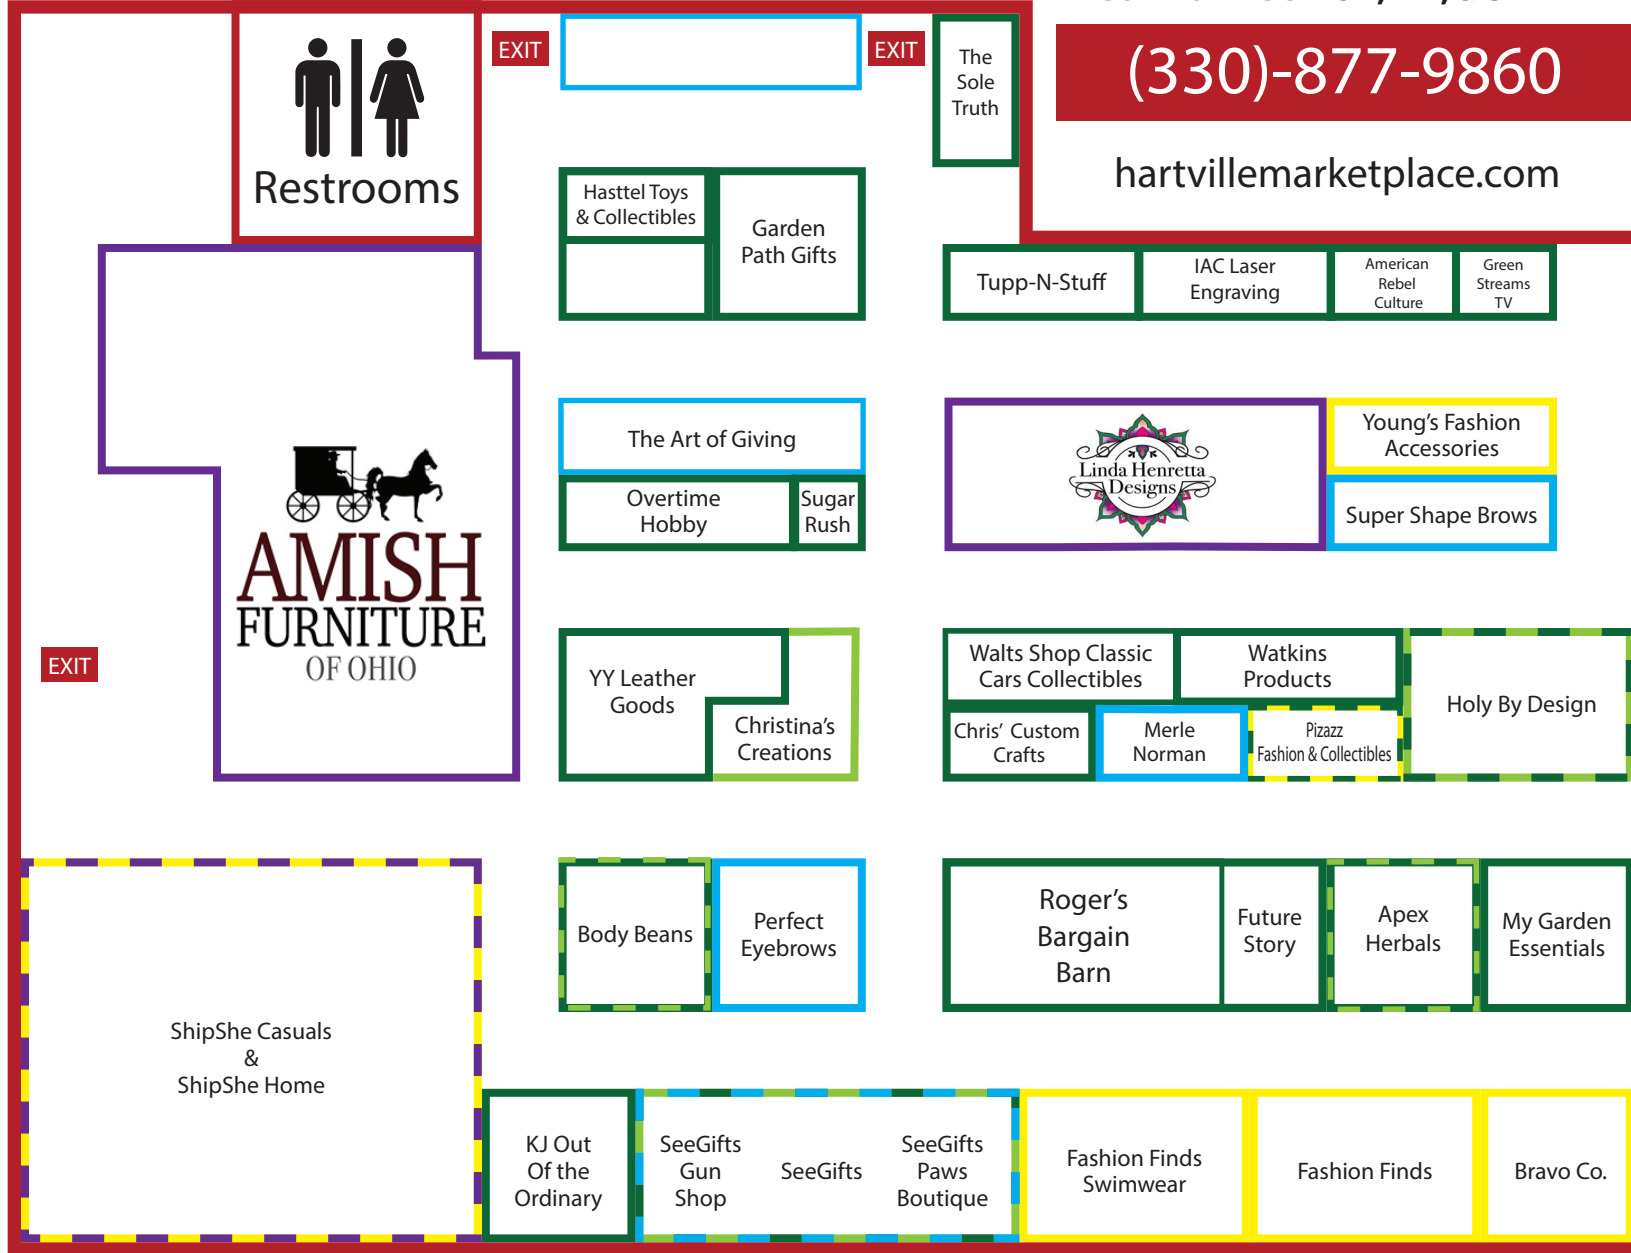 EXIT
EXIT
The
Sole
Truth
(330)-877-9860
hartvillemarketplace.com
Restrooms
Hasttel Toys
& Collectibles
Garden
Path Gifts
Tupp-N-Stuff
IAC Laser
Engraving
American
Rebel
Culture
Green
Streams
TV
The Art of Giving
Overtime
Hobby
Sugar
Rush
Linda Henretta
Designs
Young's Fashion
Accessories
Super Shape Brows
AMISH
FURNITURE
OF OHIO
EXIT
YY Leather
Goods
Christina's
Creations
Walts Shop Classic
Cars Collectibles
Watkins
Products
Holy By Design
Chris' Custom
Crafts
Merle
Norman
Pizazz
Fashion & Collectibles
Body Beans
Perfect
Eyebrows
Roger's
Bargain
Barn
Future
Story
Apex
Herbals
My Garden
Essentials
ShipShe Casuals
&
ShipShe Home
KJ Out
Of the
Ordinary
SeeGifts
Gun
Shop
SeeGifts
SeeGifts
Paws
Boutique
Fashion Finds
Swimwear
Fashion Finds
Bravo Co.